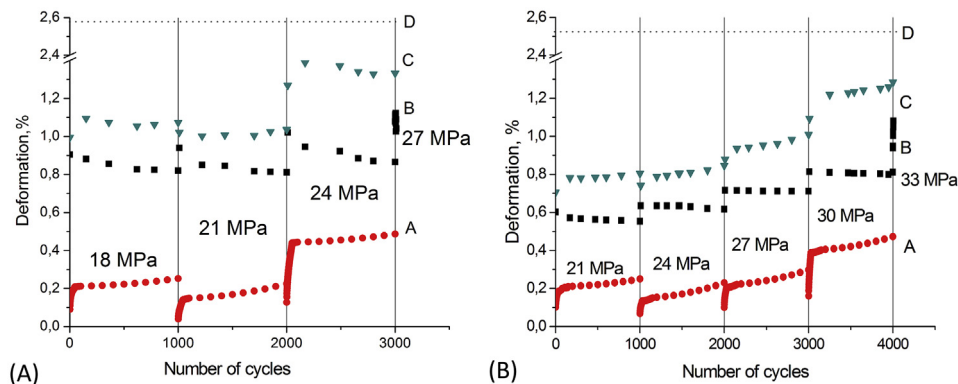 2,6
D
2,4
C
1,2
B
1,0
27 MPa
0,8
24 MPa
0,6
21 MPa
0,4
A
18 MPa
0,2
0,0
0
1000
2000
3000
Deformation, %
Number of cycles
(A)
2,6
D
2,4
1,2
C
1,0
B
0,8
33 MPa
0,6
30 MPa
0,4
27 MPa
A
21 MPa
24 MPa
0,2
0,0
0
1000
2000
3000
4000
Deformation, %
Number of cycles
(B)